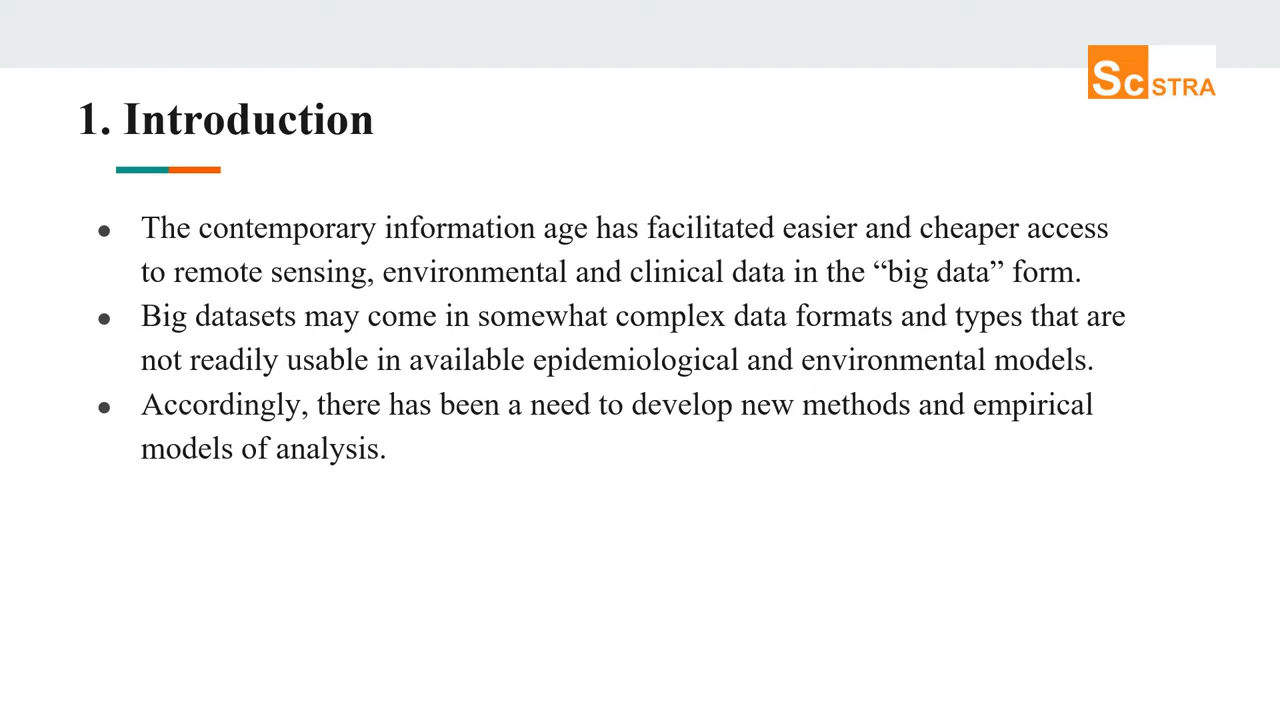 Sc STRA
1. Introduction
● The contemporary information age has facilitated easier and cheaper access
to remote sensing, environmental and clinical data in the “big data” form.
● Big datasets may come in somewhat complex data formats and types that are
not readily usable in available epidemiological and environmental models.
● Accordingly, there has been a need to develop new methods and empirical
models of analysis.